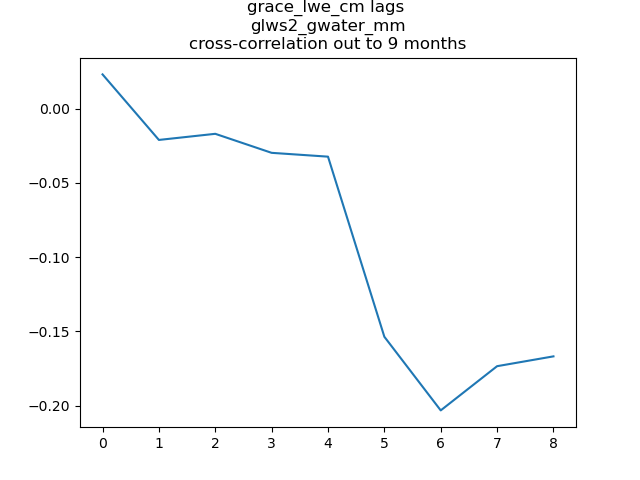 grace_lwe_cm lags
glws2_gwater_mm
cross-correlation out to 9 months
0.00
−0.05
−0.10
−0.15
−0.20
0 1 2 3 4 5 6 7 8